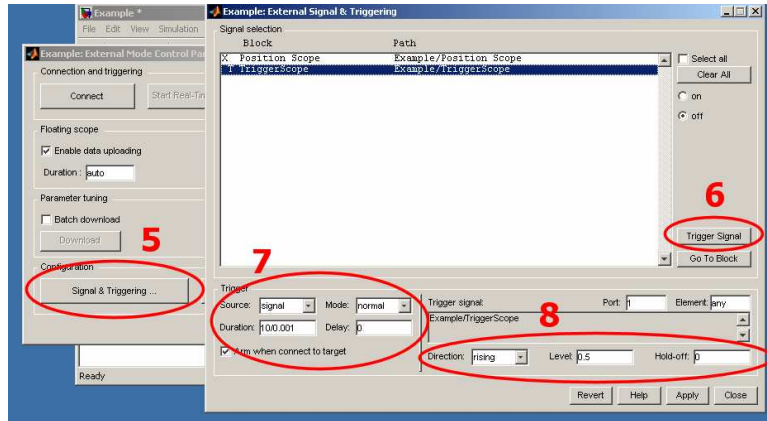 Example *
File Edit View Simulation
Example: External Mode Control Pa
Connection and triggering
Connect
Start Real-Tim
Floating scope
Enable data uploading
Duration : auto
Parameter tuning
Batch download
Download
5
Configuration
Signal & Triggering ...
Ready
Example: External Signal & Triggering
Signal selection
Block Path
X Position Scope Example/Position Scope
T TriggerScope Example/TriggerScope
Select all
Clear All
on
off
6
Trigger Signal
Go To Block
7
Trigger
Source: signal Mode: normal
Duration: 10/0.001 Delay: 0
Arm when connect to target
Trigger signal: Port: 1 Element: any
Example/TriggerScope
8
Direction: rising Level: 0.5 Hold-off: 0
Revert Help Apply Close